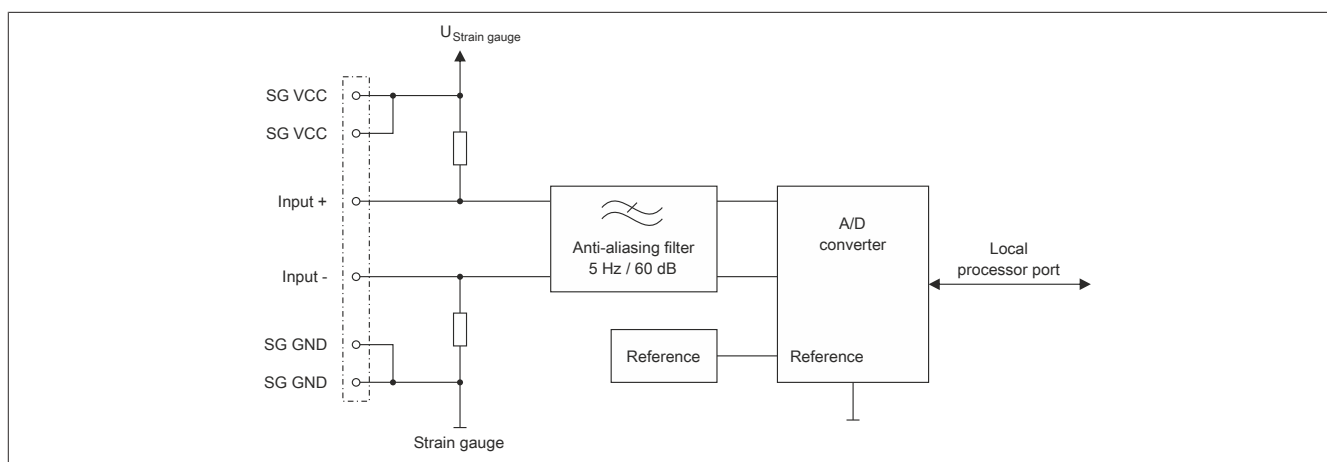 U Strain gauge
SG VCC
SG VCC
Input +
Input -
SG GND
SG GND
Strain gauge
Anti-aliasing filter
5 Hz / 60 dB
Reference
A/D
converter
Reference
Local
processor port